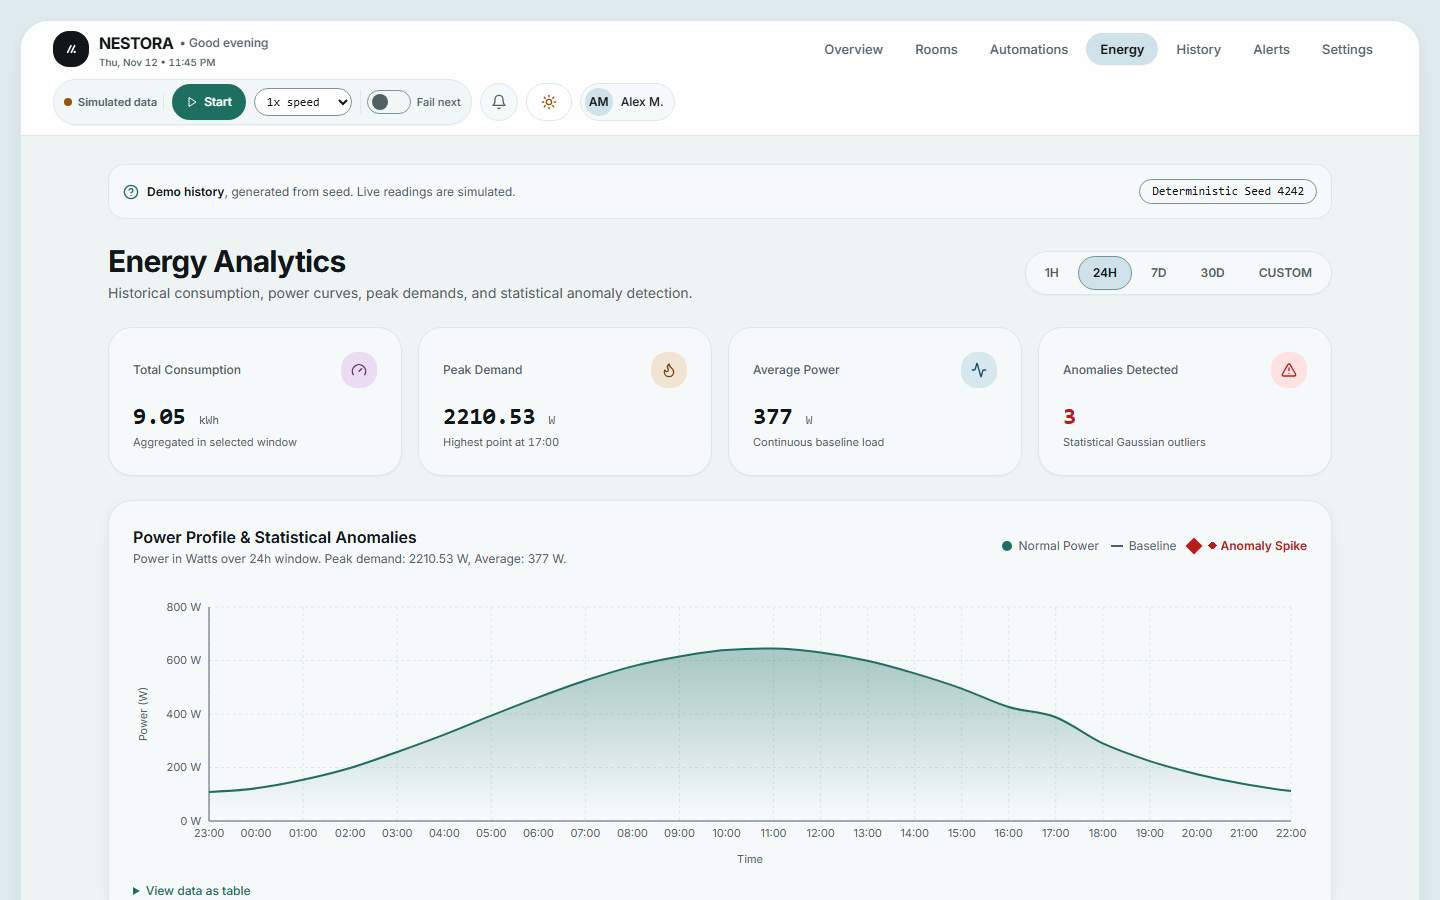 NESTORA • Good evening
Thu, Nov 12 • 11:45 PM
Overview Rooms Automations Energy History Alerts Settings
Simulated data Start 1x speed Fail next AM Alex M.
Demo history, generated from seed. Live readings are simulated.
Deterministic Seed 4242
Energy Analytics
Historical consumption, power curves, peak demands, and statistical anomaly detection.
1H 24H 7D 30D CUSTOM
Total Consumption
9.05 kWh
Aggregated in selected window
Peak Demand
2210.53 W
Highest point at 17:00
Average Power
377 W
Continuous baseline load
Anomalies Detected
3
Statistical Gaussian outliers
Power Profile & Statistical Anomalies
Power in Watts over 24h window. Peak demand: 2210.53 W, Average: 377 W.
Normal Power Baseline Anomaly Spike
800 W
600 W
400 W
200 W
0 W
Power (W)
23:00 00:00 01:00 02:00 03:00 04:00 05:00 06:00 07:00 08:00 09:00 10:00 11:00 12:00 13:00 14:00 15:00 16:00 17:00 18:00 19:00 20:00 21:00 22:00
Time
View data as table